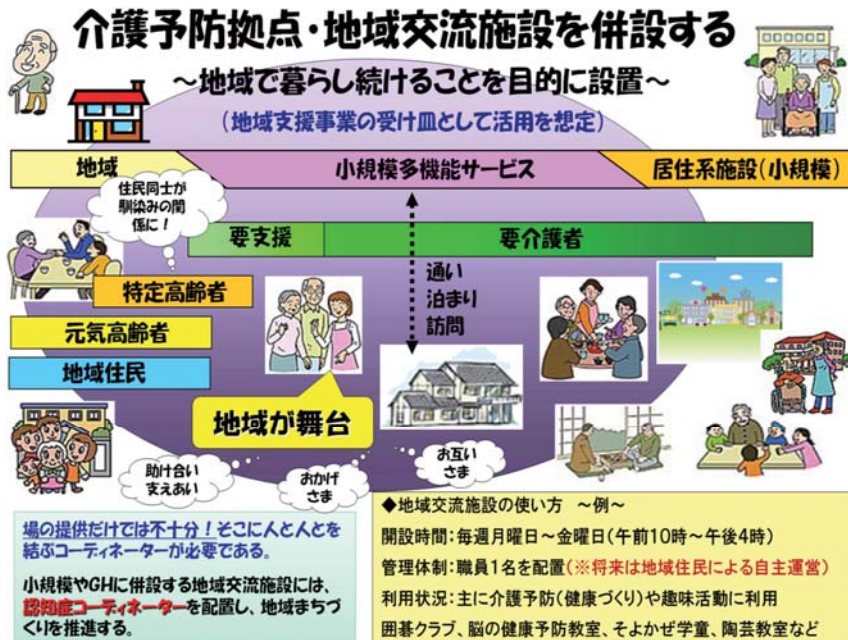 介護予防拠点・地域交流施設を併設する
～地域で暮らし続けることを目的に設置～
(地域支援事業の受け皿として活用を想定)
地域
小規模多機能サービス
居住系施設(小規模)
住民同士が
馴染みの関
係に！
要支援
要介護者
通い
泊まり
訪問
特定高齢者
元気高齢者
地域住民
地域が舞台
助け合い
支えあい
おかげ
さま
お互い
さま
場の提供だけでは不十分！そこに人と人とを
結ぶコーディネーターが必要である。
小規模やGHに併設する地域交流施設には、
認知症コーディネーターを配置し、地域まちづ
くりを推進する。
◆地域交流施設の使い方　～例～
開設時間：毎週月曜日～金曜日(午前10時～午後4時)
管理体制：職員1名を配置(※将来は地域住民による自主運営)
利用状況：主に介護予防(健康づくり)や趣味活動に利用
囲碁クラブ、脳の健康予防教室、そよかぜ学童、陶芸教室など